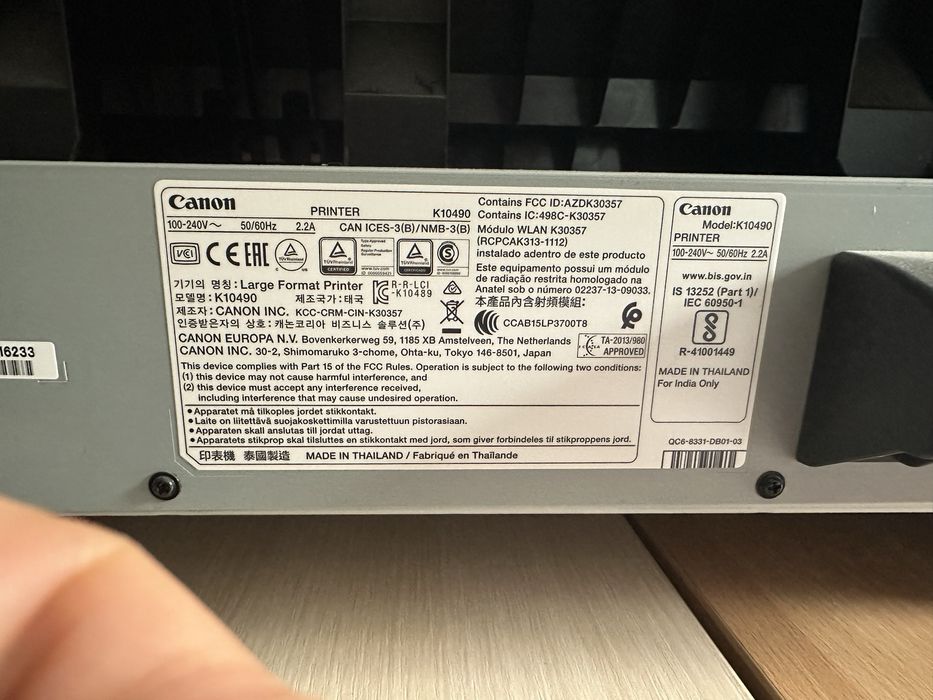 Canon
PRINTER K10490
100-240V~ 50/60Hz 2.2A CAN ICES-3(B)/NMB-3(B)
VCI CE EAC TÜVRheinland TÜVRheinland CERTIFIED TÜVRheinland CERTIFIED S
기기의 명칭: Large Format Printer R-R-LCI
모델명: K10490 제조국가: 태국 -K10489
제조자: CANON INC. KCC-CRM-CIN-K30357
인증받은자의 상호: 캐논코리아 비즈니스 솔루션(주)
Contains FCC ID:AZDK30357
Contains IC:498C-K30357
Módulo WLAN K30357
(RCPCAK313-1112)
instalado adentro de este producto
Este equipamento possui um módulo
de radiação restrita homologado na
Anatel sob o número 02237-13-09033.
本產品內含射頻模組:
CCAB15LP3700T8
CANON EUROPA N.V. Bovenkerkerweg 59, 1185 XB Amstelveen, The Netherlands
CANON INC. 30-2, Shimomaruko 3-chome, Ohta-ku, Tokyo 146-8501, Japan
TA-2013/980
APPROVED
This device complies with Part 15 of the FCC Rules. Operation is subject to the following two conditions:
(1) this device may not cause harmful interference, and
(2) this device must accept any interference received,
including interference that may cause undesired operation.
●Apparatet må tilkoples jordet stikkontakt.
●Laite on liitettävä suojakoskettimilla varustettuun pistorasiaan.
●Apparaten skall anslutas till jordat uttag.
●Apparatets stikprop skal tilsluttes en stikkontakt med jord, som giver forbindelse til stikproppens jord.
印表機 泰國製造 MADE IN THAILAND / Fabriqué en Thaïlande
Canon
Model:K10490
PRINTER
100-240V~ 50/60Hz 2.2A
www.bis.gov.in
IS 13252 (Part 1)/
IEC 60950-1
R-41001449
MADE IN THAILAND
For India Only
QC6-8331-DB01-03
6233